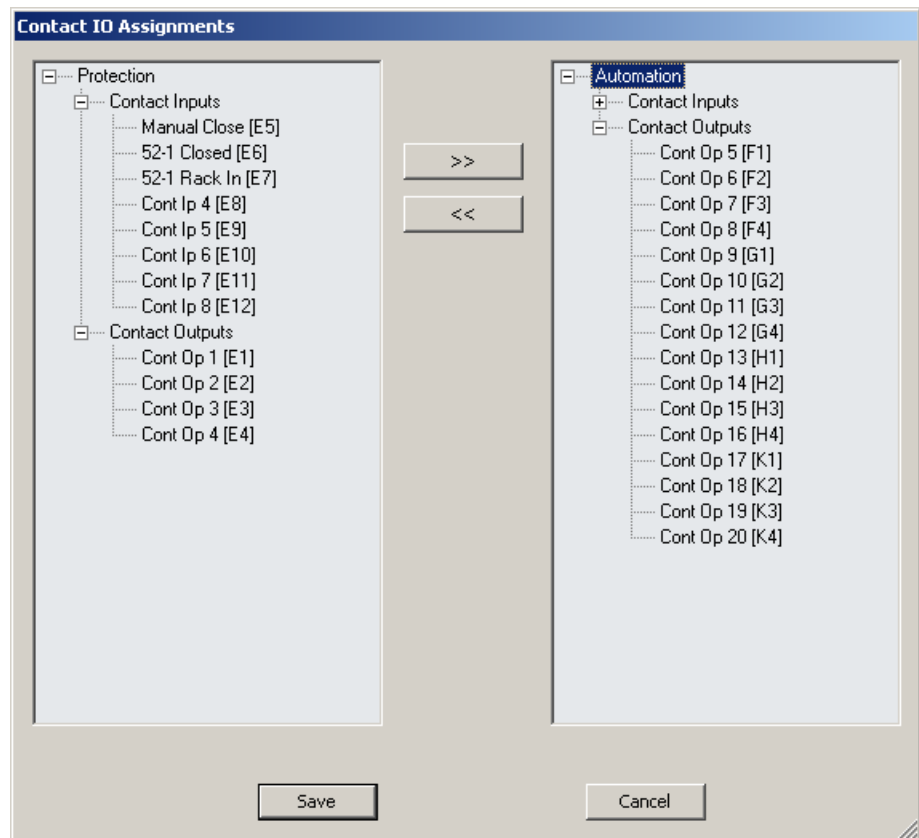 Contact IO Assignments
Protection
Contact Inputs
Manual Close [E5]
52-1 Closed [E6]
52-1 Rack In [E7]
Cont Ip 4 [E8]
Cont Ip 5 [E9]
Cont Ip 6 [E10]
Cont Ip 7 [E11]
Cont Ip 8 [E12]
Contact Outputs
Cont Op 1 [E1]
Cont Op 2 [E2]
Cont Op 3 [E3]
Cont Op 4 [E4]
>>
<<
Automation
Contact Inputs
Contact Outputs
Cont Op 5 [F1]
Cont Op 6 [F2]
Cont Op 7 [F3]
Cont Op 8 [F4]
Cont Op 9 [G1]
Cont Op 10 [G2]
Cont Op 11 [G3]
Cont Op 12 [G4]
Cont Op 13 [H1]
Cont Op 14 [H2]
Cont Op 15 [H3]
Cont Op 16 [H4]
Cont Op 17 [K1]
Cont Op 18 [K2]
Cont Op 19 [K3]
Cont Op 20 [K4]
Save
Cancel